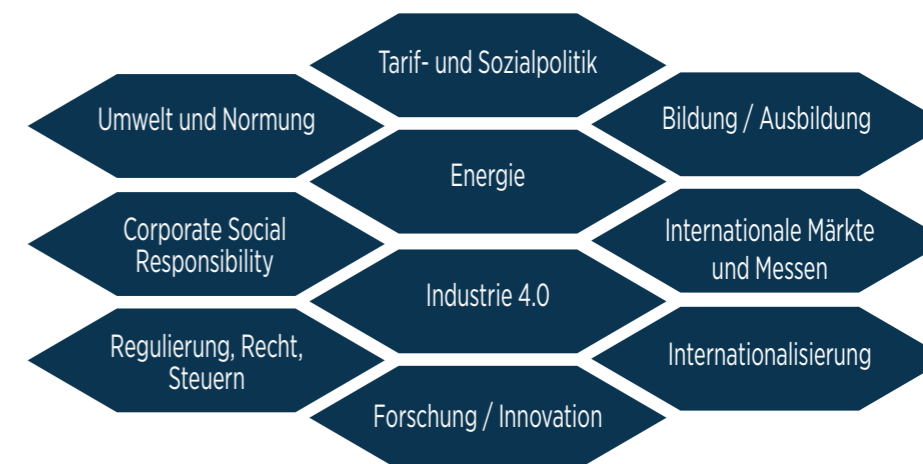 Tarif- und Sozialpolitik
Umwelt und Normung
Bildung / Ausbildung
Energie
Corporate Social
Responsibility
Internationale Märkte
und Messen
Industrie 4.0
Regulierung, Recht,
Steuern
Internationalisierung
Forschung / Innovation